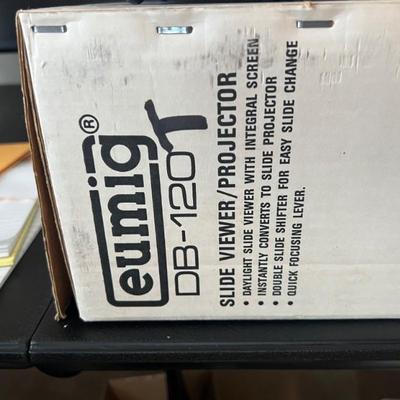 eumig®
DB-120T
SLIDE VIEWER/PROJECTOR
• DAYLIGHT SLIDE VIEWER WITH INTEGRAL SCREEN
• INSTANTLY CONVERTS TO SLIDE PROJECTOR
• DOUBLE SLIDE SHIFTER FOR EASY SLIDE CHANGE
• QUICK FOCUSING LEVER.